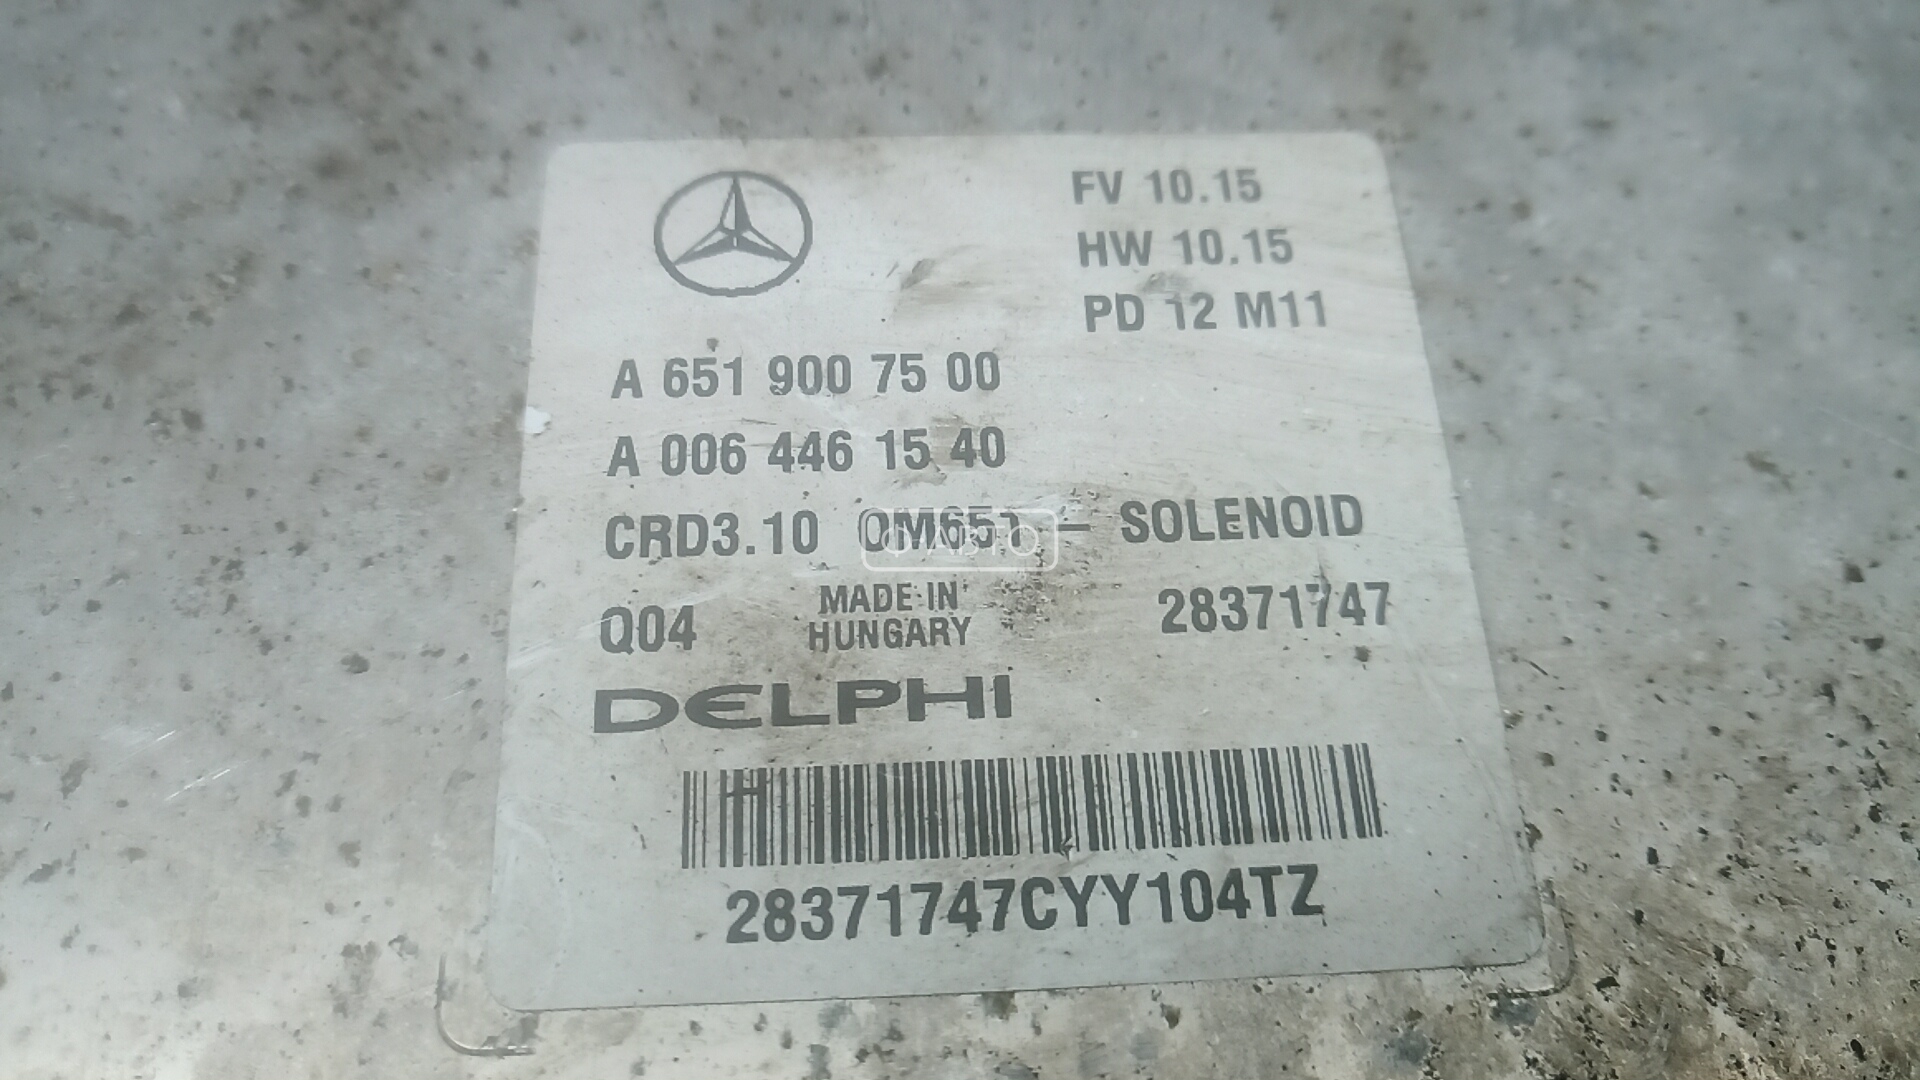 FV 10.15
HW 10.15
PD 12 M11
A 651 900 75 00
A 006 446 15 40
CRD3.10 OM651 - SOLENOID
Q04
MADE IN
HUNGARY
28371747
DELPHI
28371747CYY104TZ